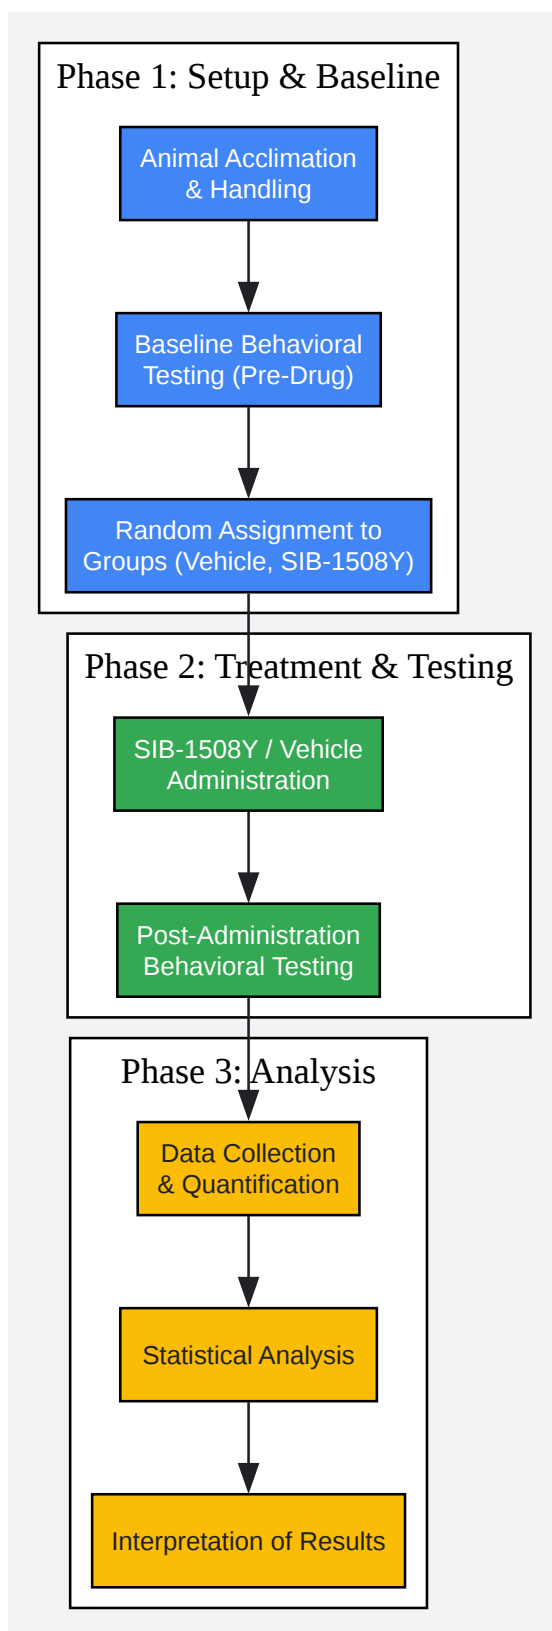 Phase 1: Setup & Baseline
Animal Acclimation
& Handling
Baseline Behavioral
Testing (Pre-Drug)
Random Assignment to
Groups (Vehicle, SIB-1508Y)
Phase 2: Treatment & Testing
SIB-1508Y / Vehicle
Administration
Post-Administration
Behavioral Testing
Phase 3: Analysis
Data Collection
& Quantification
Statistical Analysis
Interpretation of Results